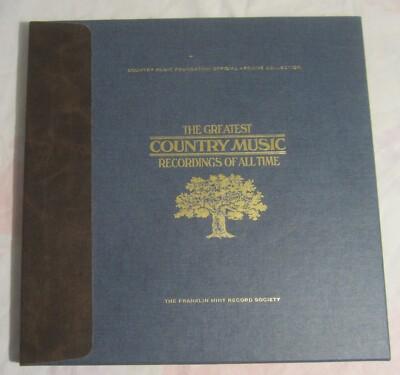 COUNTRY MUSIC FOUNDATION OFFICIAL ARCHIVE COLLECTION
THE GREATEST
COUNTRY MUSIC
RECORDINGS OF ALL TIME
THE FRANKLIN MINT RECORD SOCIETY